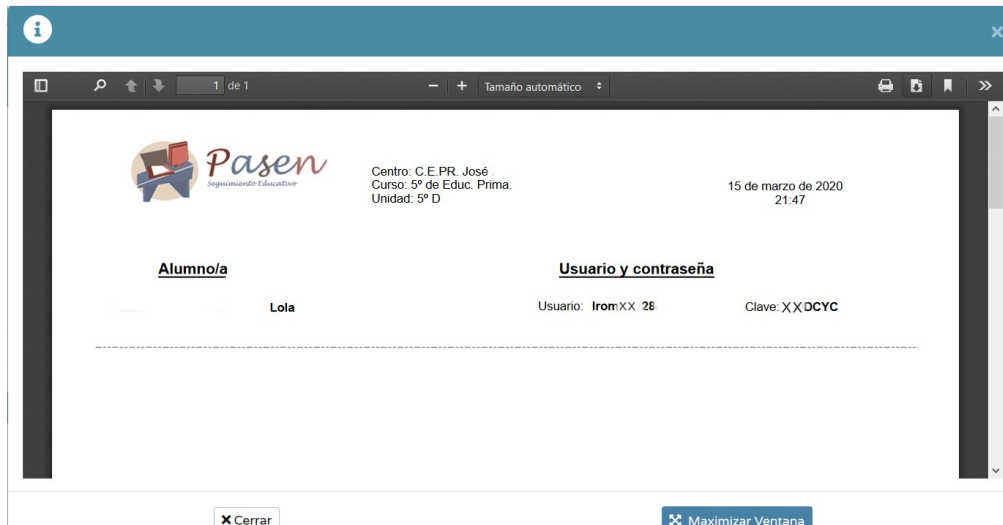 1 de 1
Tamaño automático
Pasen
Seguimiento Educativo
Centro: C.E.PR. José
Curso: 5º de Educ. Prima.
Unidad: 5º D
15 de marzo de 2020
21:47
Alumno/a
Usuario y contraseña
Lola
Usuario: IromXX 28
Clave: XXDCYC
Cerrar
Maximizar Ventana